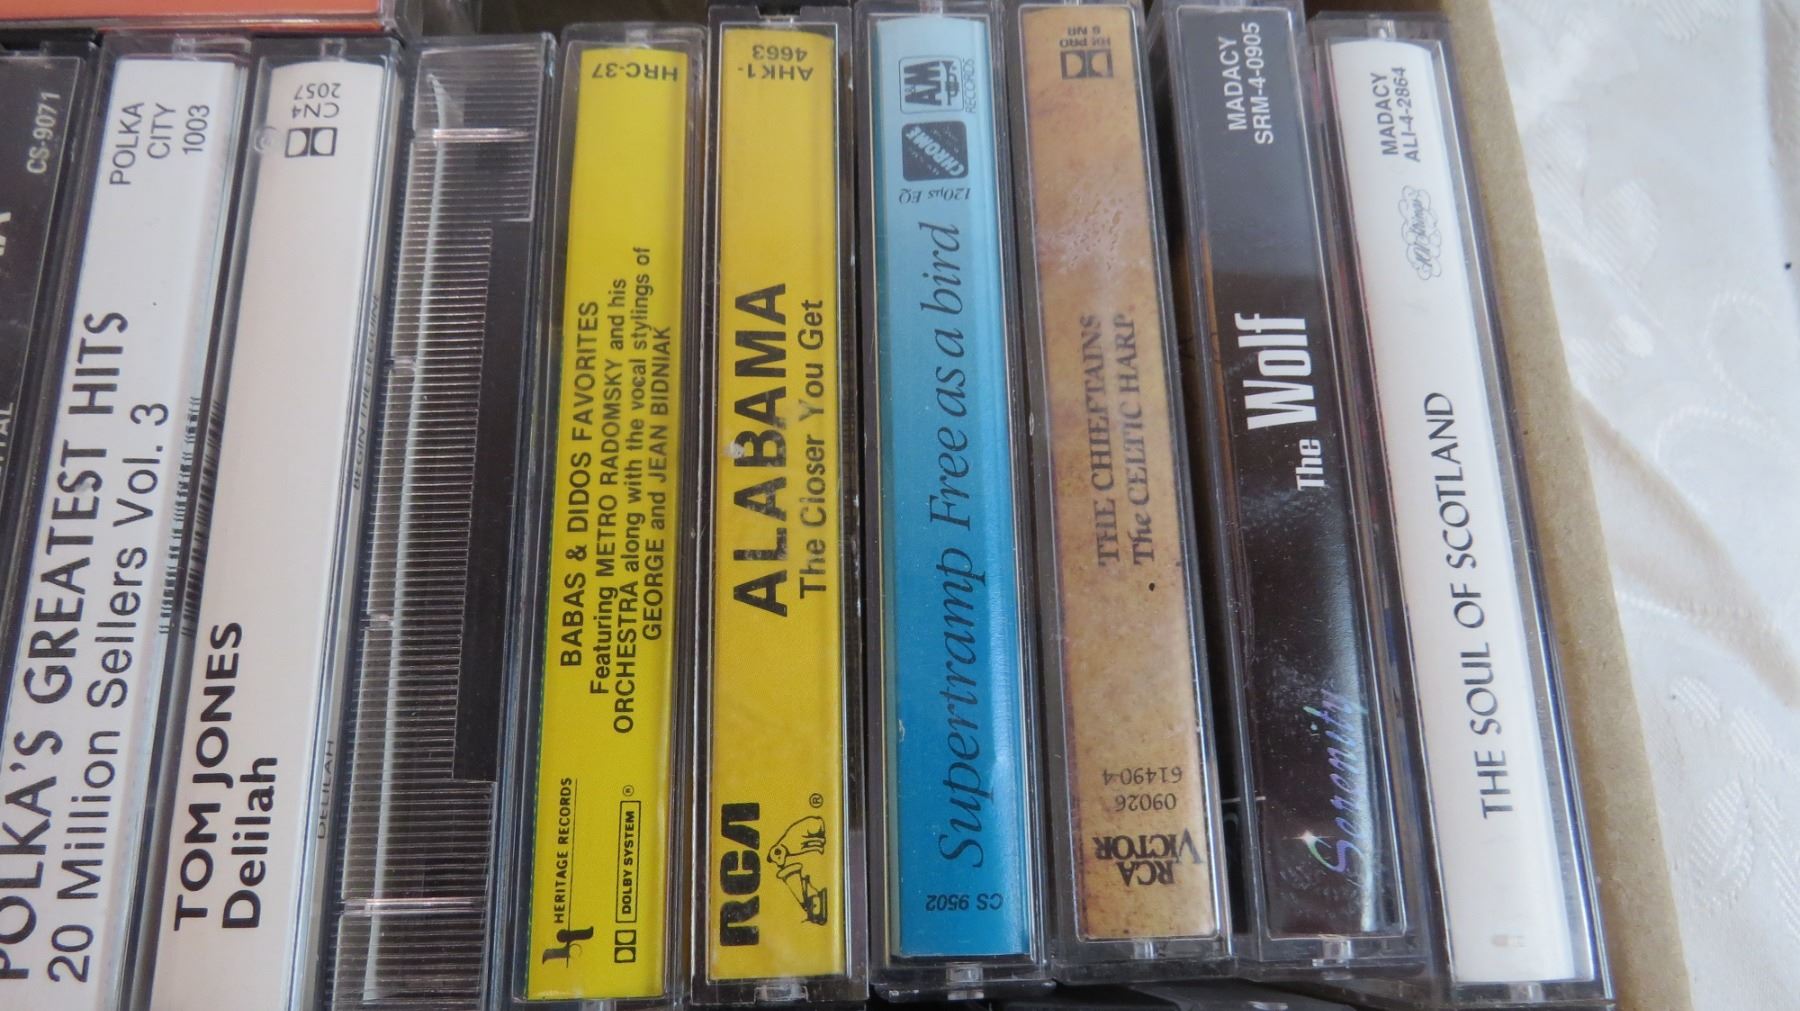 CS-9071
POLKA'S GREATEST HITS
20 Million Sellers Vol. 3
POLKA
CITY
1003
TOM JONES
Delilah
CN4
2057
DELILAH
BEGIN THE BEGUINE
BABAS & DIDOS FAVORITES
Featuring METRO RADOMSKY and his
ORCHESTRA along with the vocal stylings of
GEORGE and JEAN BIDNIAK
HRC-37
HERITAGE RECORDS
DOLBY SYSTEM
ALABAMA
The Closer You Get
AHK1-
4663
RCA
®
Supertramp Free as a bird
A&M
RECORDS
CHROME
120μs EQ
CS 9502
THE CHIEFTAINS
The CELTIC HARP
HX PRO
B NR
09026
61490-4
RCA
VICTOR
MADACY
SRM-4-0905
The Wolf
Serenity
MADACY
ALI-4-2864
THE SOUL OF SCOTLAND